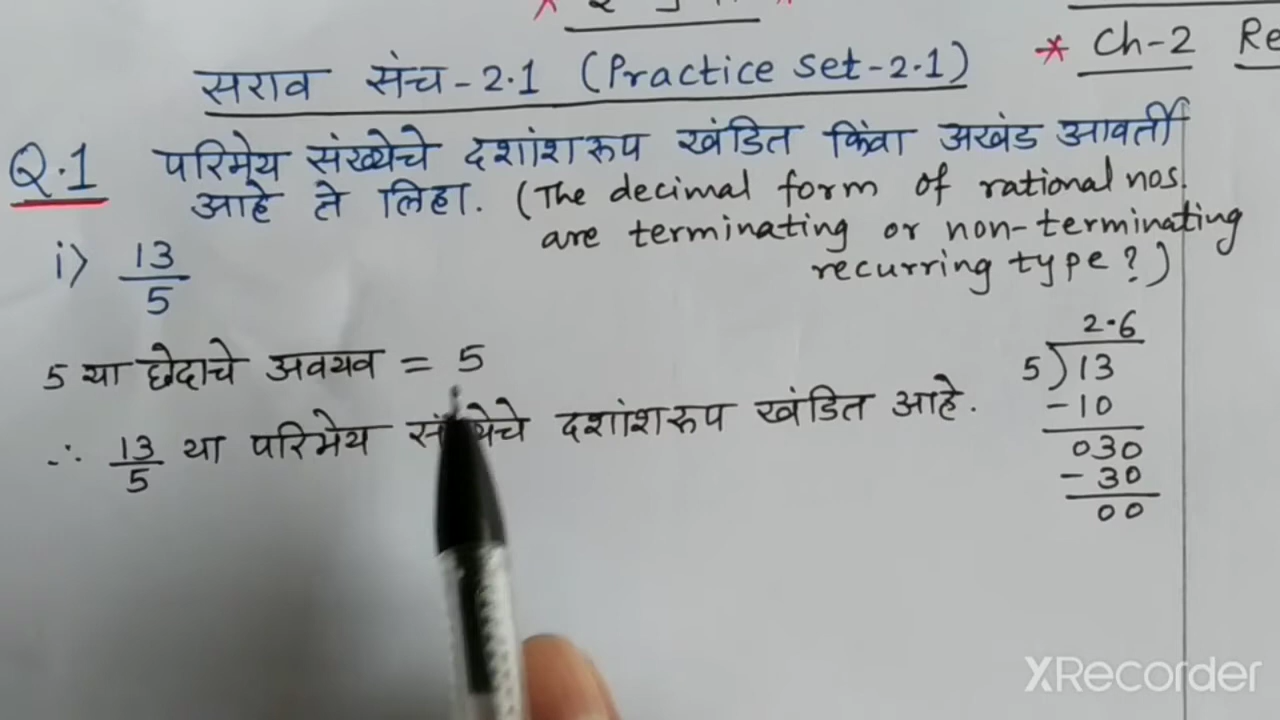 सराव संच - 2.1 (Practice set - 2.1)
* Ch-2 Re
Q.1 परिमेय संख्येचे दशांशरुप खंडित किंवा अखंड आवर्ती
आहे ते लिहा. (The decimal form of rational nos.
are terminating or non-terminating
recurring type?)
i) 13/5
5 या छेदाचे अवयव = 5
∴ 13/5 या परिमेय संख्येचे दशांशरुप खंडित आहे.
2.6
5)13
-10
030
-30
00
XRecorder